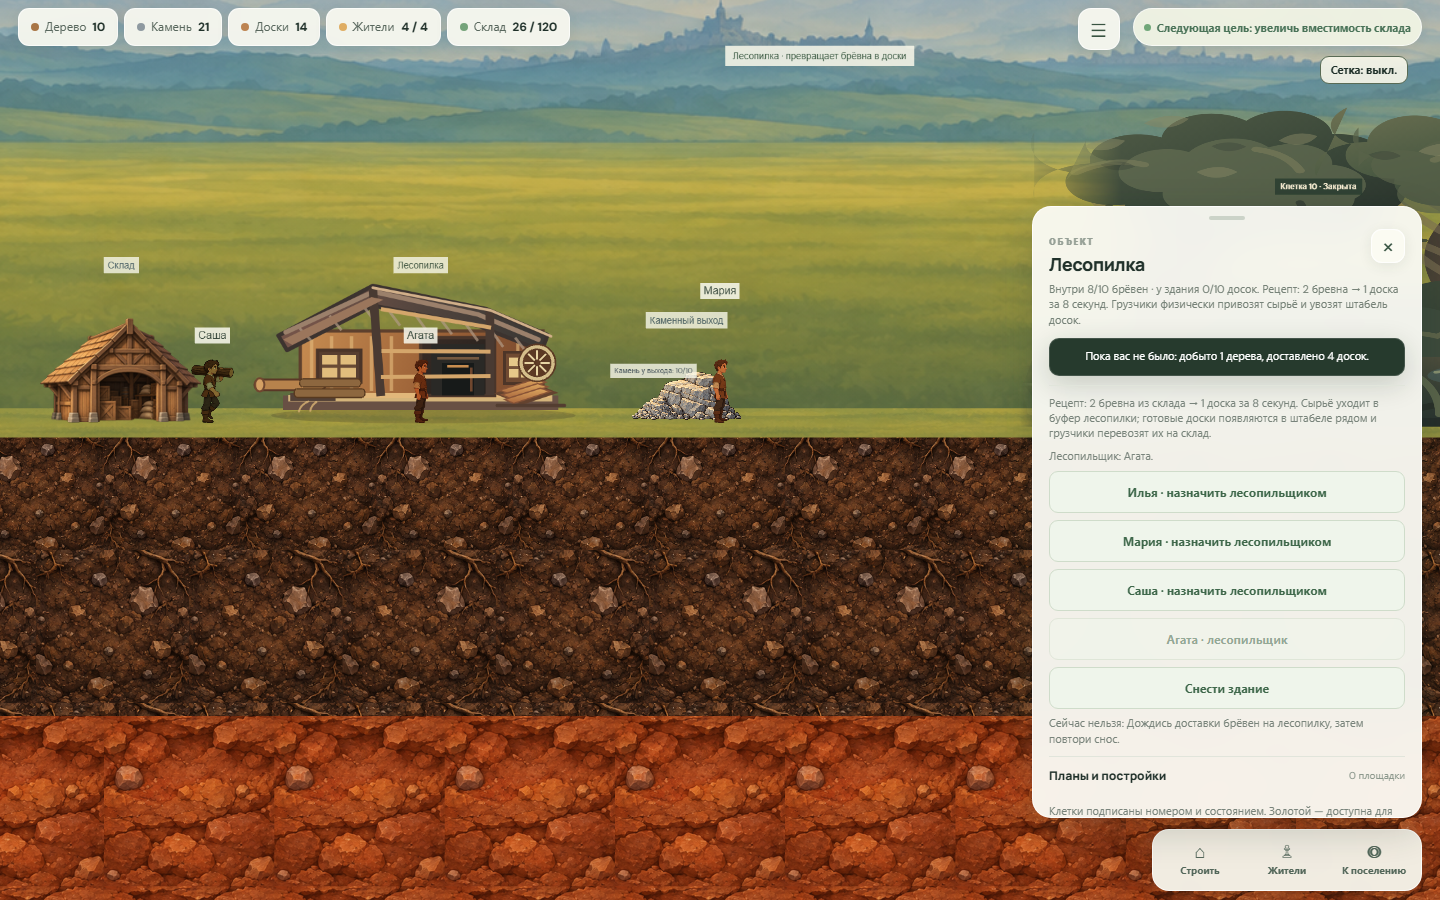 Дерево 10
Камень 21
Доски 14
Жители 4 / 4
Склад 26 / 120
Следующая цель: увеличь вместимость склада
Лесопилка · превращает брёвна в доски
Сетка: выкл.
Клетка 10 · Закрыта
Склад
Лесопилка
Саша
Агата
Мария
Каменный выход
Камень у выхода: 10/10
ОБЪЕКТ
Лесопилка
Внутри 8/10 брёвен · у здания 0/10 досок. Рецепт: 2 бревна → 1 доска
за 8 секунд. Грузчики физически привозят сырьё и увозят штабель
досок.
Пока вас не было: добыто 1 дерева, доставлено 4 досок.
Рецепт: 2 бревна из склада → 1 доска за 8 секунд. Сырьё уходит в
буфер лесопилки; готовые доски появляются в штабеле рядом и
грузчики перевозят их на склад.
Лесопильщик: Агата.
Илья · назначить лесопильщиком
Мария · назначить лесопильщиком
Саша · назначить лесопильщиком
Агата · лесопильщик
Снести здание
Сейчас нельзя: Дождись доставки брёвен на лесопилку, затем
повтори снос.
Планы и постройки
0 площадки
Клетки подписаны номером и состоянием. Золотой — доступна для
Строить
Жители
К поселению